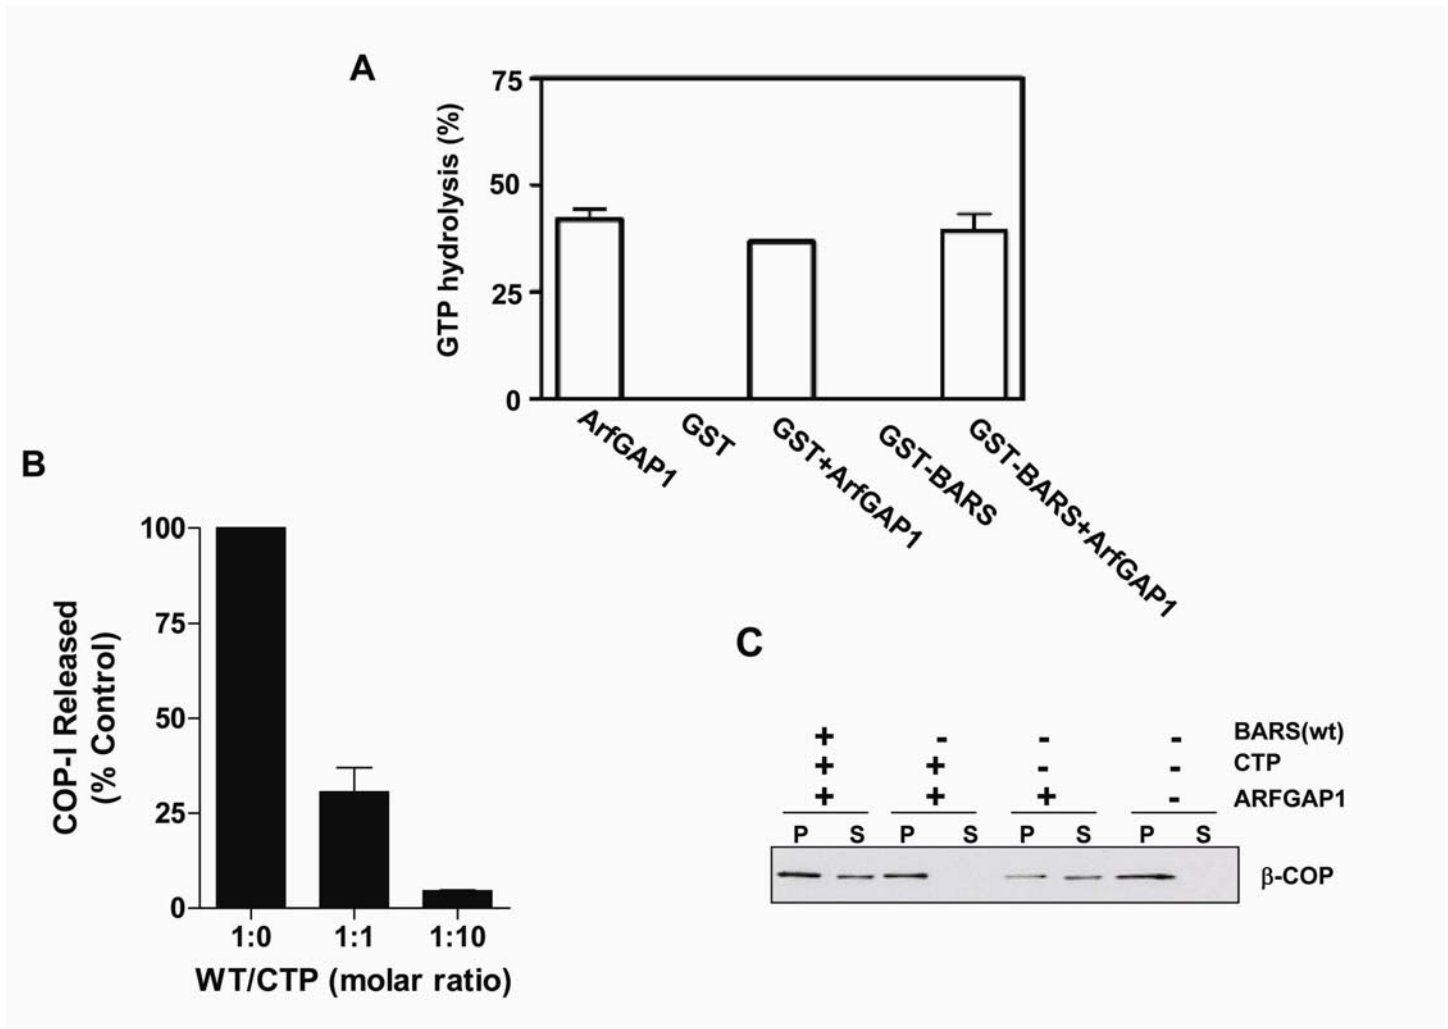 A
75
50
25
0
GTP hydrolysis (%)
ArfGAP1
GST
GST+ArfGAP1
GST-BARS
GST-BARS+ArfGAP1
B
100
75
50
25
0
COP-I Released
(% Control)
1:0 1:1 1:10
WT/CTP (molar ratio)
C
+ - - - BARS(wt)
+ + - - CTP
+ + + - ARFGAP1
P S P S P S P S
β-COP